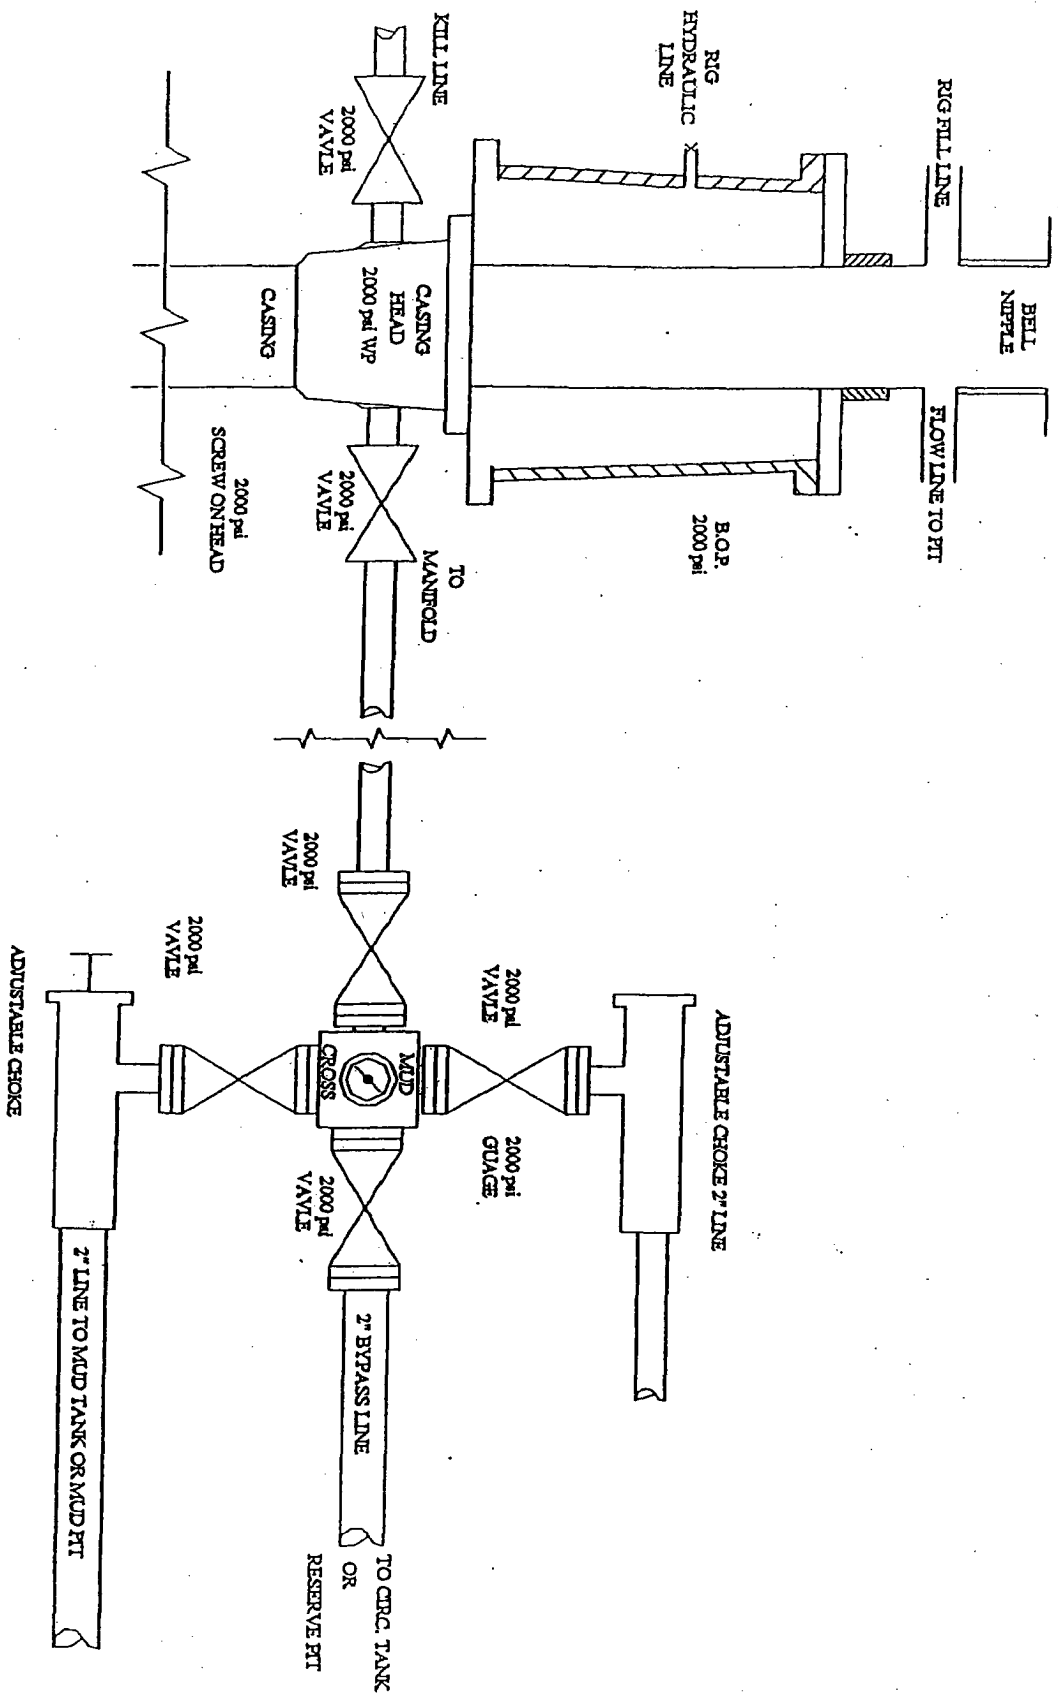 BELL
NIPPLE
RIG FILL LINE
FLOW LINE TO PIT
RIG
HYDRAULIC
LINE
B.O.P.
2000 psi
KILL LINE
2000 psi
VAVLE
CASING
HEAD
2000 psi WP
2000 psi
VAVLE
TO
MANIFOLD
CASING
2000 psi
SCREW ON HEAD
2000 psi
VAVLE
ADJUSTABLE CHOKE 2" LINE
2000 psi
VAVLE
2000 psi
GUAGE
MUD
CROSS
2000 psi
VAVLE
2" BYPASS LINE
TO CIRC. TANK
OR
RESERVE PIT
2000 psi
VAVLE
ADJUSTABLE CHOKE
2" LINE TO MUD TANK OR MUD PIT